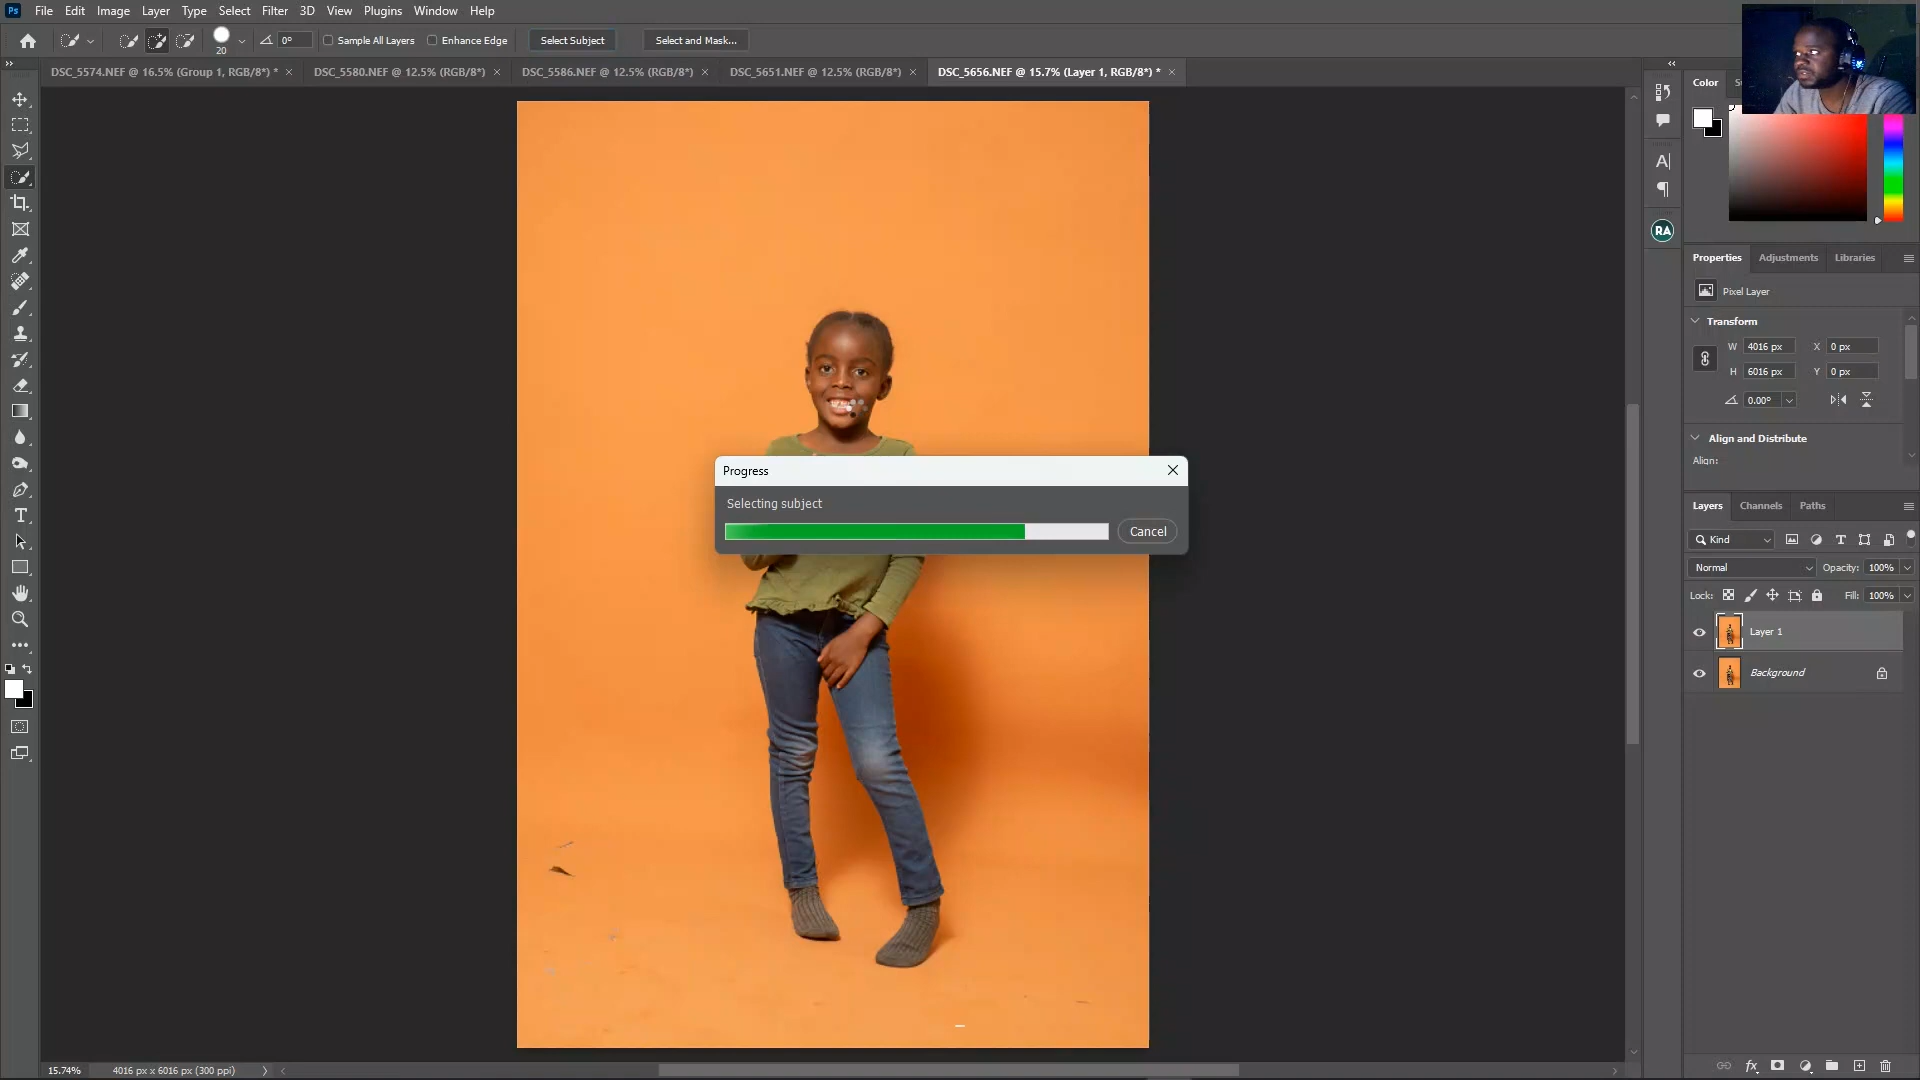 Ps File Edit Image Layer Type Select Filter 3D View Plugins Window Help
20 0° Sample All Layers Enhance Edge Select Subject Select and Mask...
DSC_5574.NEF @ 16.5% (Group 1, RGB/8*) * DSC_5580.NEF @ 12.5% (RGB/8*) DSC_5586.NEF @ 12.5% (RGB/8*) DSC_5651.NEF @ 12.5% (RGB/8*) DSC_5656.NEF @ 15.7% (Layer 1, RGB/8*) *
Color
RA
Properties Adjustments Libraries
Pixel Layer
Transform
W 4016 px X 0 px
H 6016 px Y 0 px
0.00°
Align and Distribute
Align:
Progress
Selecting subject
Cancel
Layers Channels Paths
Kind
Normal Opacity: 100%
Lock: Fill: 100%
Layer 1
Background
15.74% 4016 px x 6016 px (300 ppi)